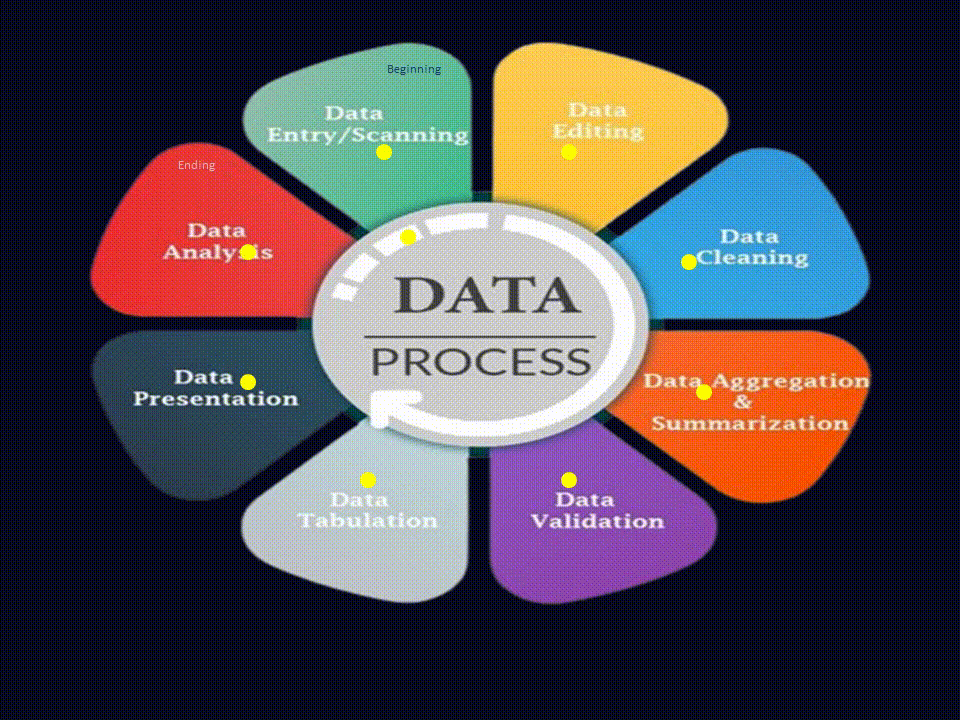 Beginning
Data
Entry/Scanning
Data
Editing
Data
Cleaning
Data Aggregation
&
Summarization
Data
Validation
Data
Tabulation
Data
Presentation
Ending
Data
Analysis
DATA
PROCESS